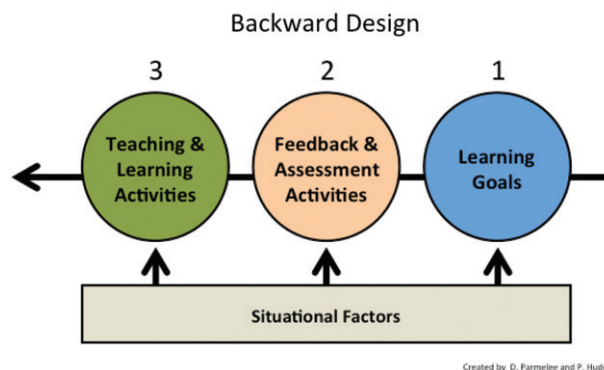 Backward Design
3 2 1
Teaching &
Learning
Activities
Feedback &
Assessment
Activities
Learning
Goals
Situational Factors
Created by D. Parmelee and P.